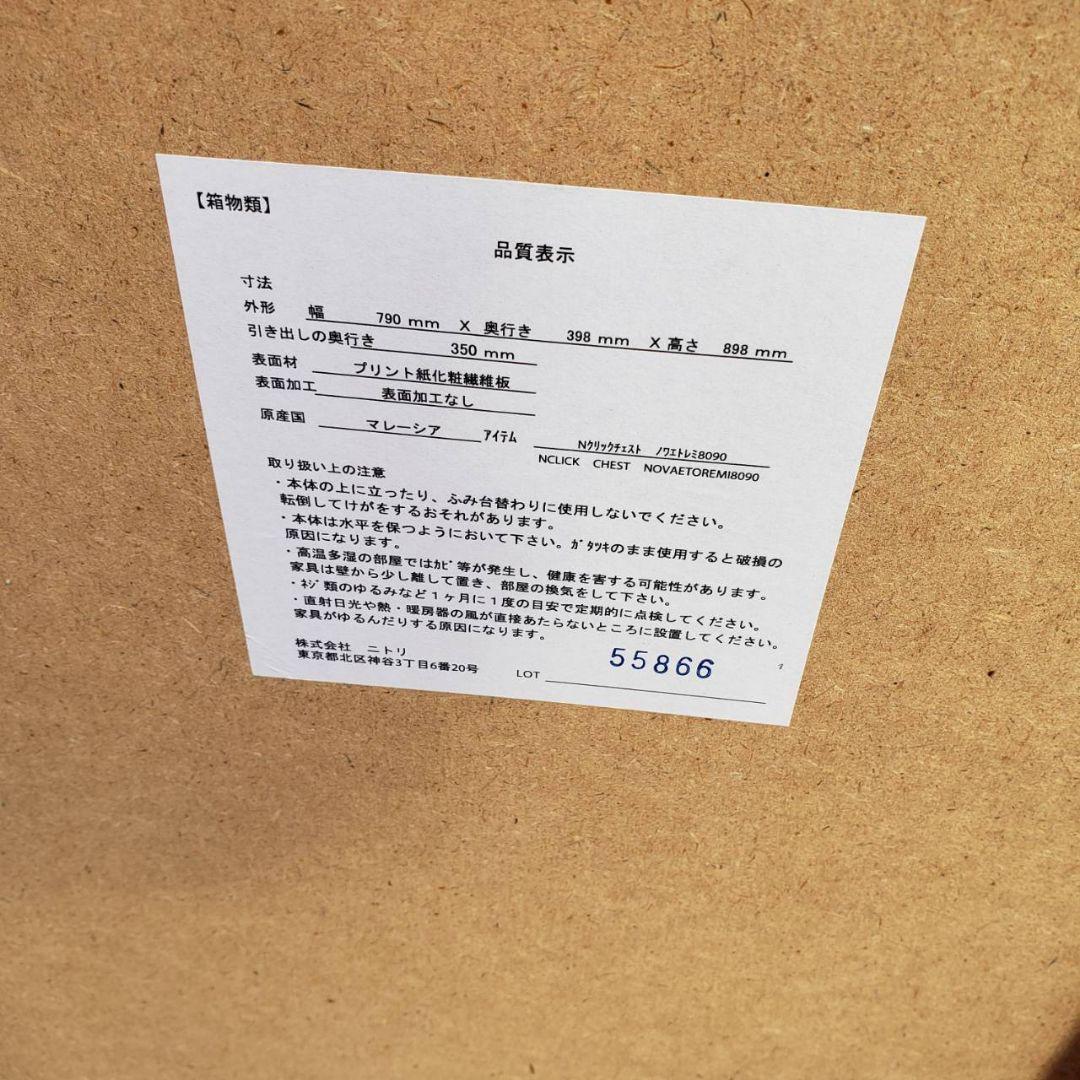 【箱物類】
品質表示
寸法
外形 幅 790 mm X 奥行き 398 mm X 高さ 898 mm
引き出しの奥行き 350 mm
表面材 プリント紙化粧繊維板
表面加工 表面加工なし
原産国 マレーシア アイテム Nクリックチェスト ノワエトレミ8090
NCLICK CHEST NOVAETOREMI8090
取り扱い上の注意
・本体の上に立ったり、ふみ台替わりに使用しないでください。
転倒してけがをするおそれがあります。
・本体は水平を保つようにおいて下さい。ガタツキのまま使用すると破損の
原因になります。
・高温多湿の部屋ではカビ等が発生し、健康を害する可能性があります。
家具は壁から少し離して置き、部屋の換気をして下さい。
・ネジ類のゆるみなど１ヶ月に１度の目安で定期的に点検してください。
・直射日光や熱・暖房器の風が直接あたらないところに設置してください。
家具がゆるんだりする原因になります。
株式会社 ニトリ
東京都北区神谷3丁目6番20号 LOT 55866